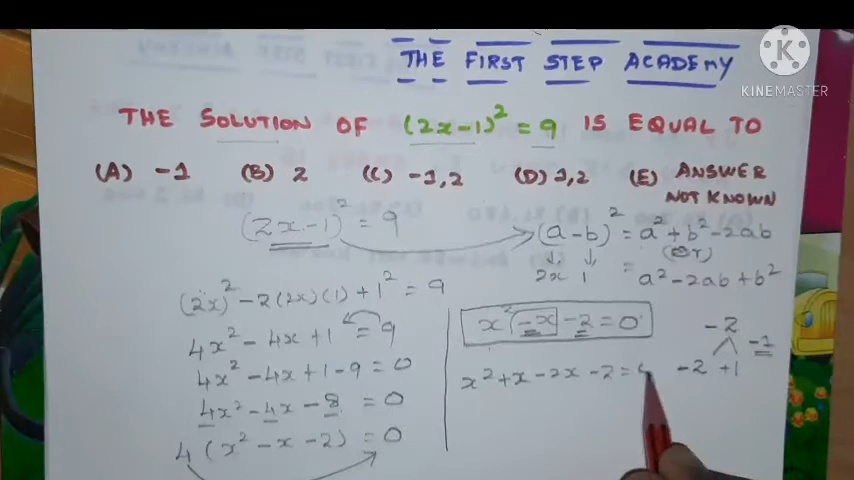 THE FIRST STEP ACADEMY
K
KINEMASTER
THE SOLUTION OF (2x-1)² = 9 IS EQUAL TO
(A) -1 (B) 2 (C) -1,2 (D) 1,2 (E) ANSWER NOT KNOWN
(2x-1)² = 9
(a-b)² = a²+b²-2ab
(or)
2x 1 = a²-2ab+b²
(2x)² -2(2x)(1)+1² = 9
4x² - 4x +1 = 9
4x² -4x+1-9 =0
4x² -4x -8 = 0
4(x²-x-2) = 0
x² -x -2 = 0
x²+x-2x-2=
-2
-1
-2 +1